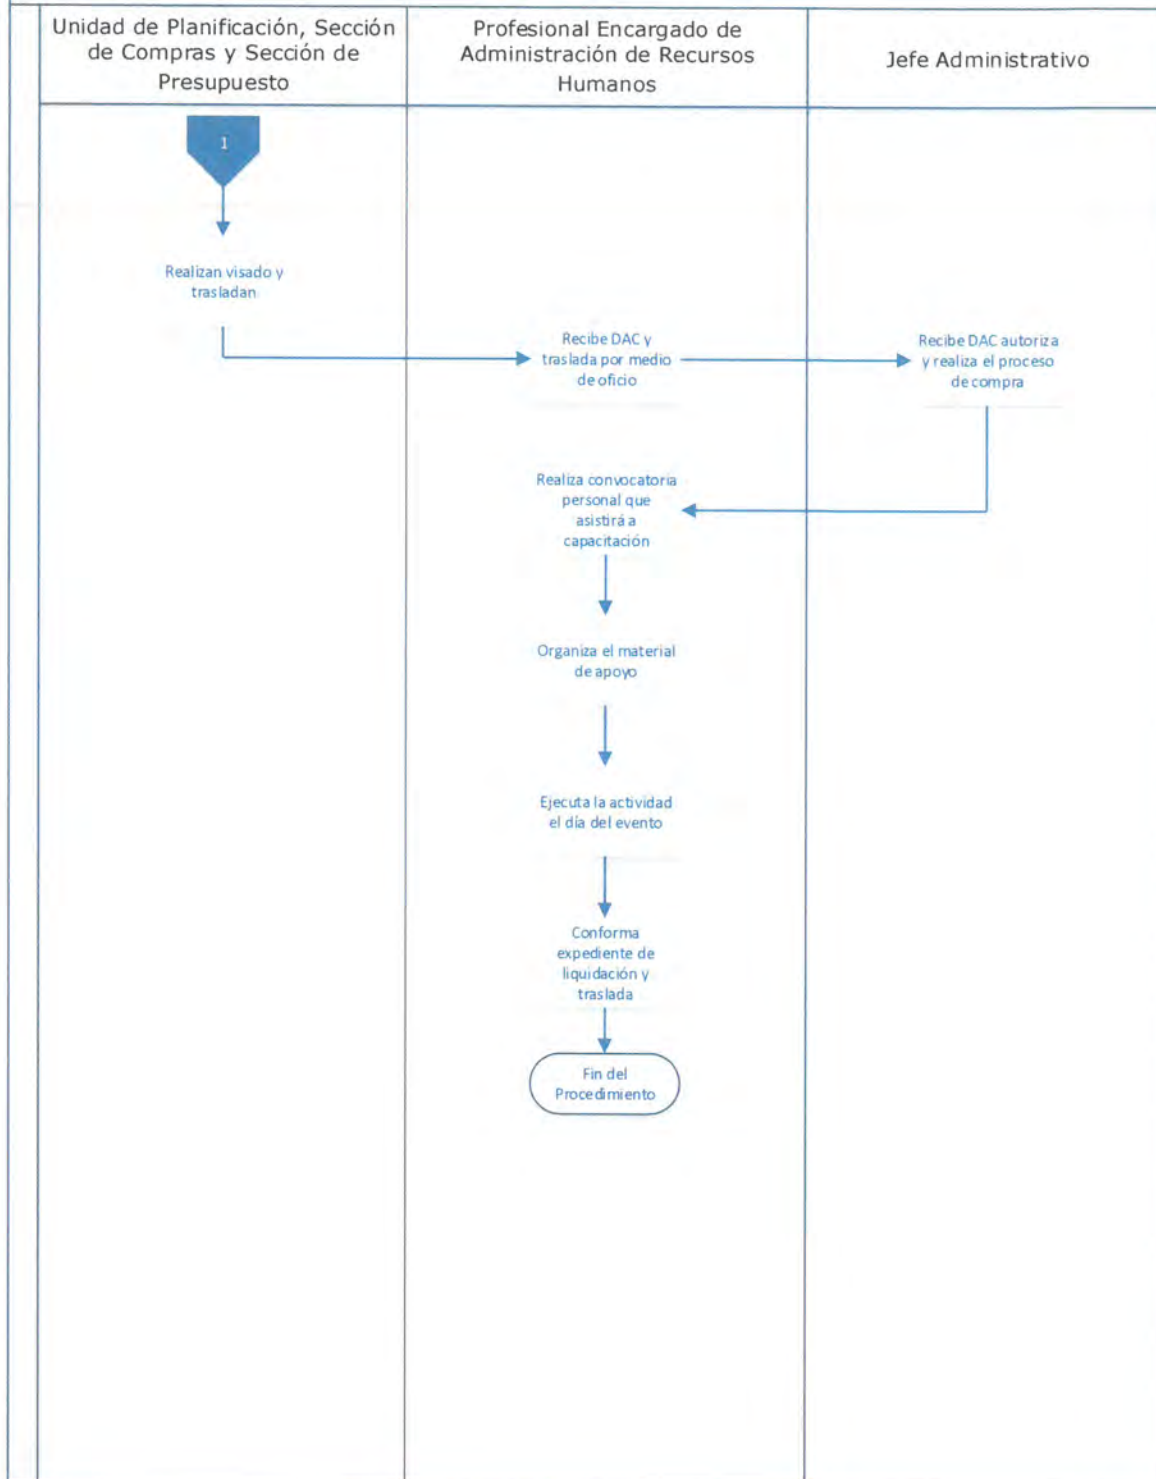 Unidad de Planificación, Sección
de Compras y Sección de
Presupuesto
Profesional Encargado de
Administración de Recursos
Humanos
Jefe Administrativo
1
Realizan visado y
trasladan
Recibe DAC y
traslada por medio
de oficio
Recibe DAC autoriza
y realiza el proceso
de compra
Realiza convocatoria
personal que
asistirá a
capacitación
Organiza el material
de apoyo
Ejecuta la actividad
el día del evento
Conforma
expediente de
liquidación y
traslada
Fin del
Procedimiento